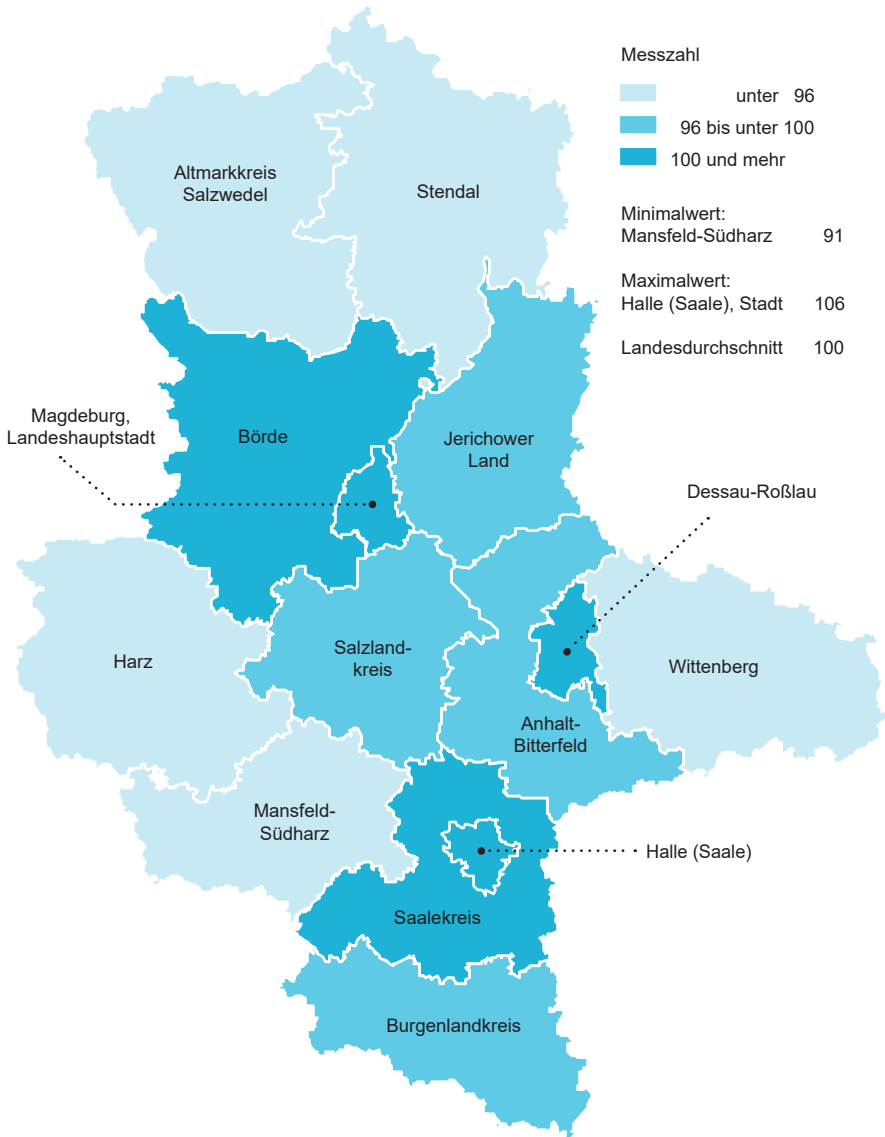 Messzahl
unter 96
96 bis unter 100
100 und mehr
Minimalwert:
Mansfeld-Südharz 91
Maximalwert:
Halle (Saale), Stadt 106
Landesdurchschnitt 100
Altmarkkreis
Salzwedel
Stendal
Magdeburg,
Landeshauptstadt
Börde
Jerichower
Land
Dessau-Roßlau
Harz
Salzland-
kreis
Wittenberg
Anhalt-
Bitterfeld
Mansfeld-
Südharz
Halle (Saale)
Saalekreis
Burgenlandkreis